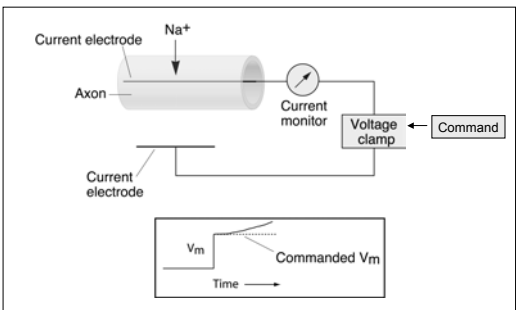 Na+
Current electrode
Axon
Current
monitor
Voltage
clamp
Command
Current
electrode
Vm
Commanded Vm
Time